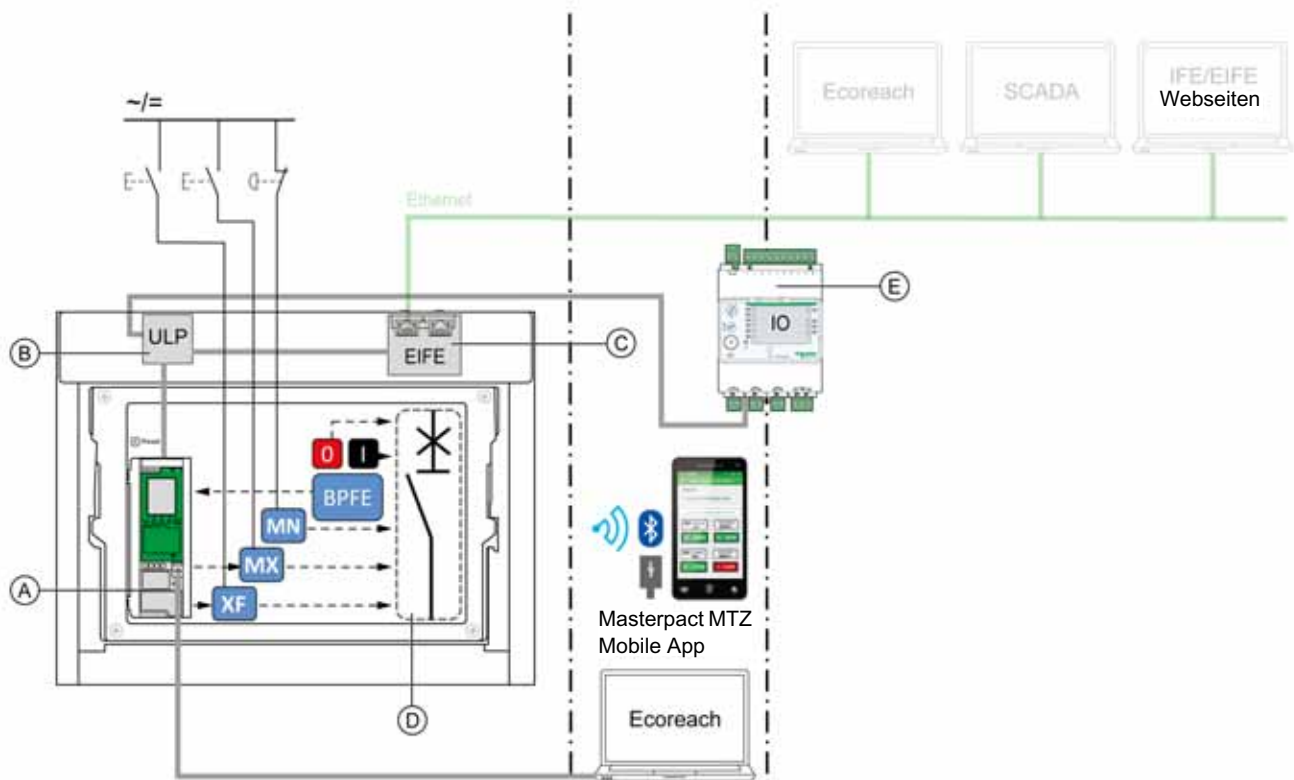 ~/=
Ecoreach
SCADA
IFE/EIFE
Webseiten
Ethernet
E
ULP
B
EIFE
C
IO
Reset
0
I
BPFE
MN
MX
A
XF
Masterpact MTZ
Mobile App
D
Ecoreach